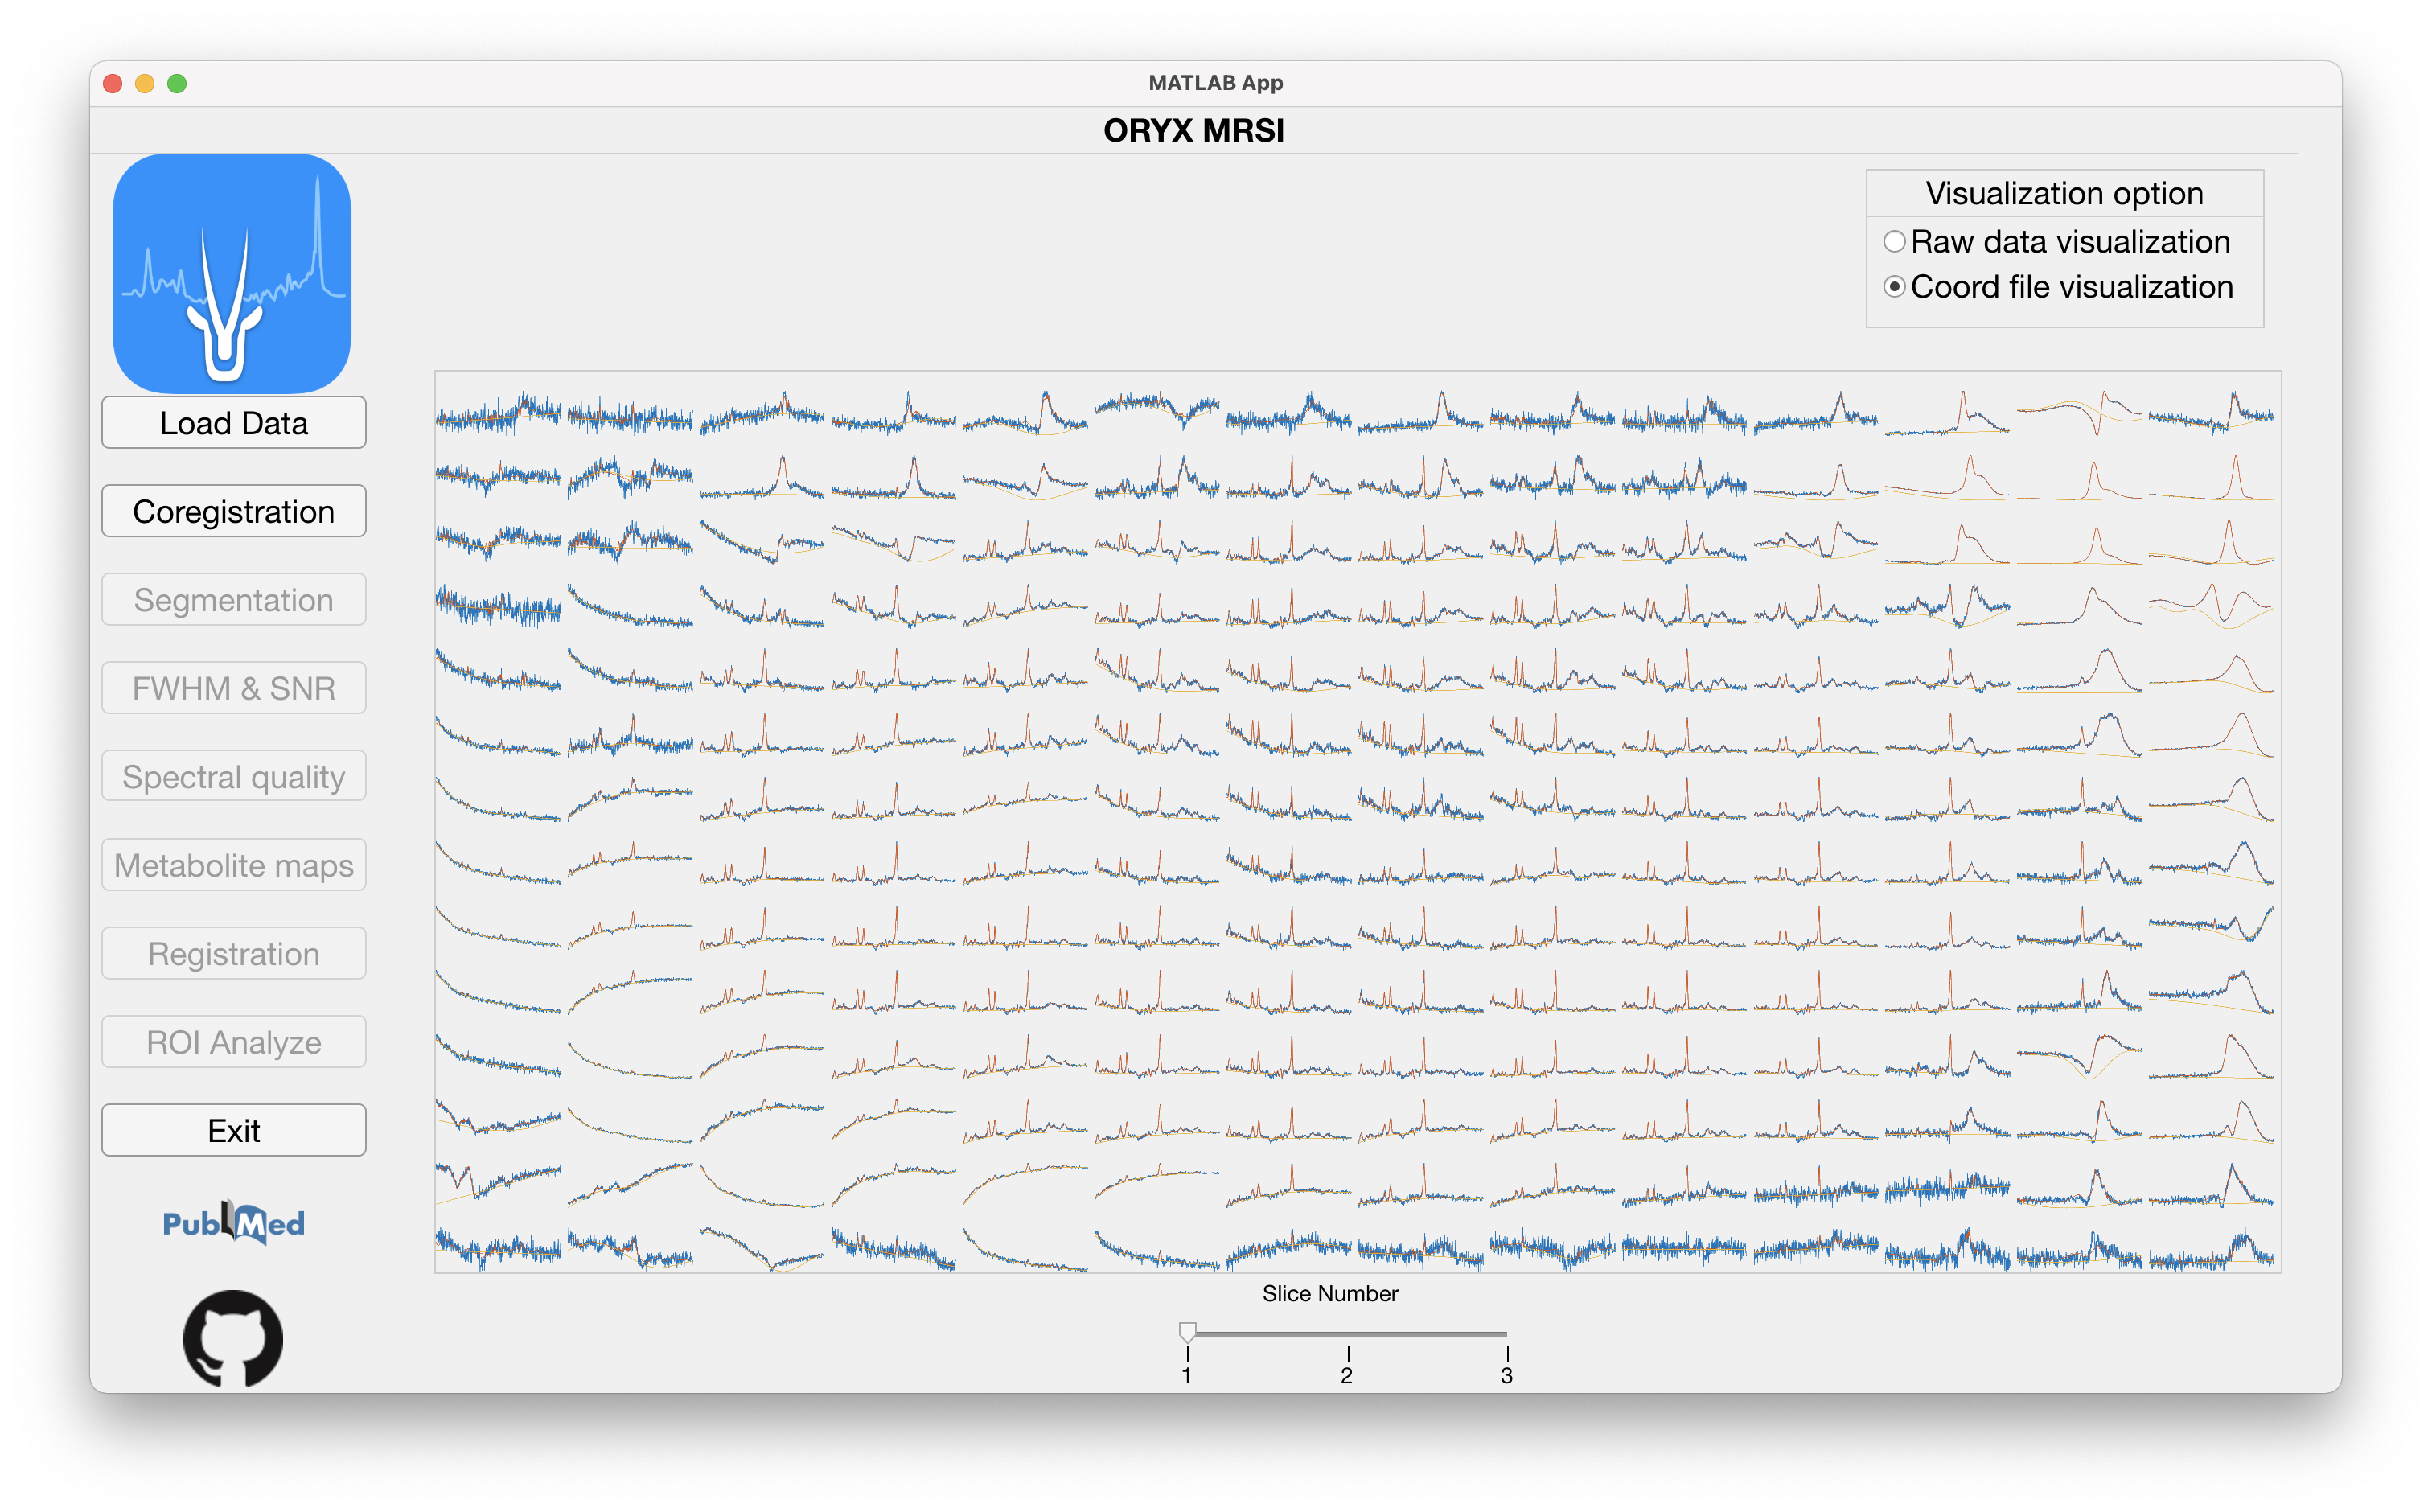 MATLAB App
ORYX MRSI
Visualization option
Raw data visualization
Coord file visualization
Load Data
Coregistration
Segmentation
FWHM & SNR
Spectral quality
Metabolite maps
Registration
ROI Analyze
Exit
PubMed
Slice Number
1 2 3